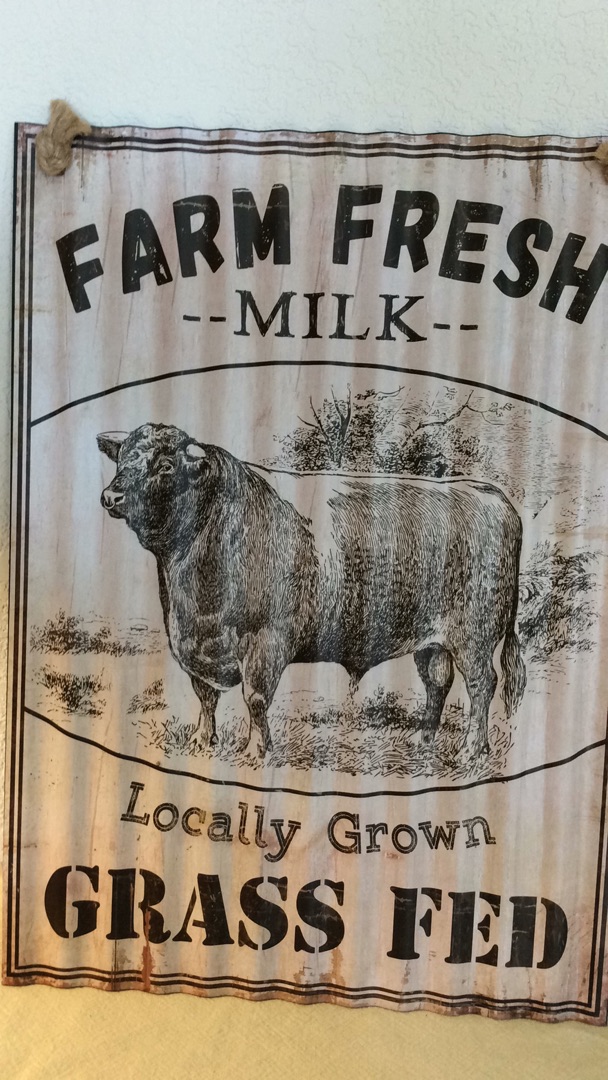 FARM FRESH
--MILK--
Locally Grown
GRASS FED